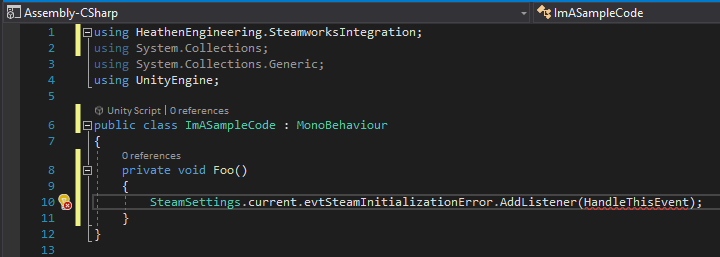 Assembly-CSharp ImASampleCode
1 using HeathenEngineering.SteamworksIntegration;
2 using System.Collections;
3 using System.Collections.Generic;
4 using UnityEngine;
5
Unity Script | 0 references
6 public class ImASampleCode : MonoBehaviour
7 {
0 references
8 private void Foo()
9 {
10 SteamSettings.current.evtSteamInitializationError.AddListener(HandleThisEvent);
11 }
12 }
13